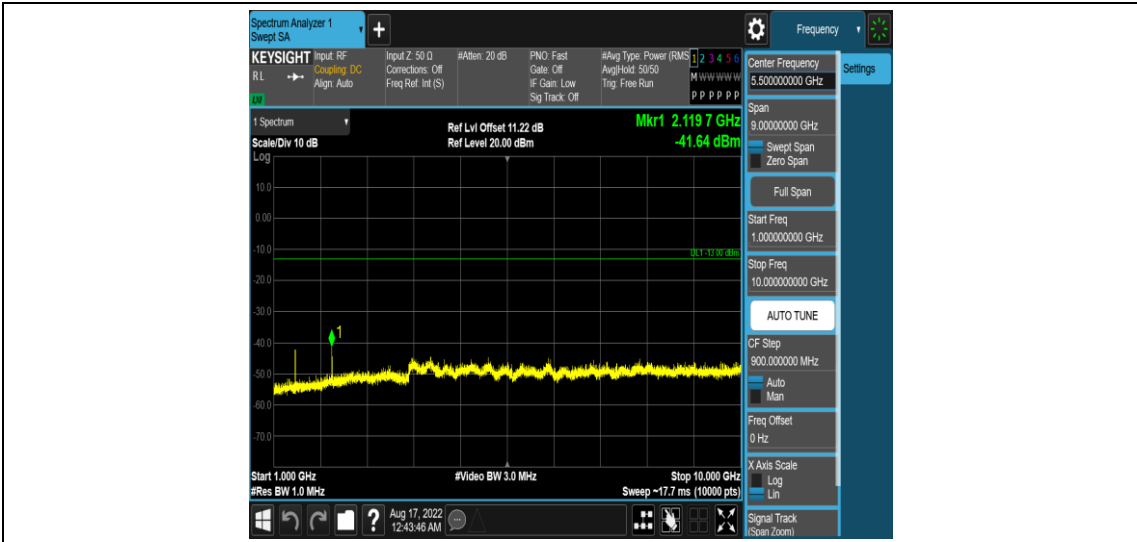 Spectrum Analyzer 1
Swept SA
+
Frequency
KEYSIGHT
RL
Input: RF
Coupling: DC
Align: Auto
Input Z: 50 Ω
Corrections: Off
Freq Ref: Int (S)
#Atten: 20 dB
PNO: Fast
Gate: Off
IF Gain: Low
Sig Track: Off
#Avg Type: Power (RMS
Avg|Hold: 50/50
Trig: Free Run
1 2 3 4 5 6
M W W W W W
P P P P P P
1 Spectrum
Scale/Div 10 dB
Ref Lvl Offset 11.22 dB
Ref Level 20.00 dBm
Mkr1 2.119 7 GHz
-41.64 dBm
Log
10.0
0.00
-10.0
-20.0
-30.0
-40.0
-50.0
-60.0
-70.0
DL1 -13.00 dBm
1
Start 1.000 GHz
#Res BW 1.0 MHz
#Video BW 3.0 MHz
Stop 10.000 GHz
Sweep ~17.7 ms (10000 pts)
?
Aug 17, 2022
12:43:46 AM
Center Frequency
5.500000000 GHz
Settings
Span
9.00000000 GHz
Swept Span
Zero Span
Full Span
Start Freq
1.000000000 GHz
Stop Freq
10.000000000 GHz
AUTO TUNE
CF Step
900.000000 MHz
Auto
Man
Freq Offset
0 Hz
X Axis Scale
Log
Lin
Signal Track
(Span Zoom)